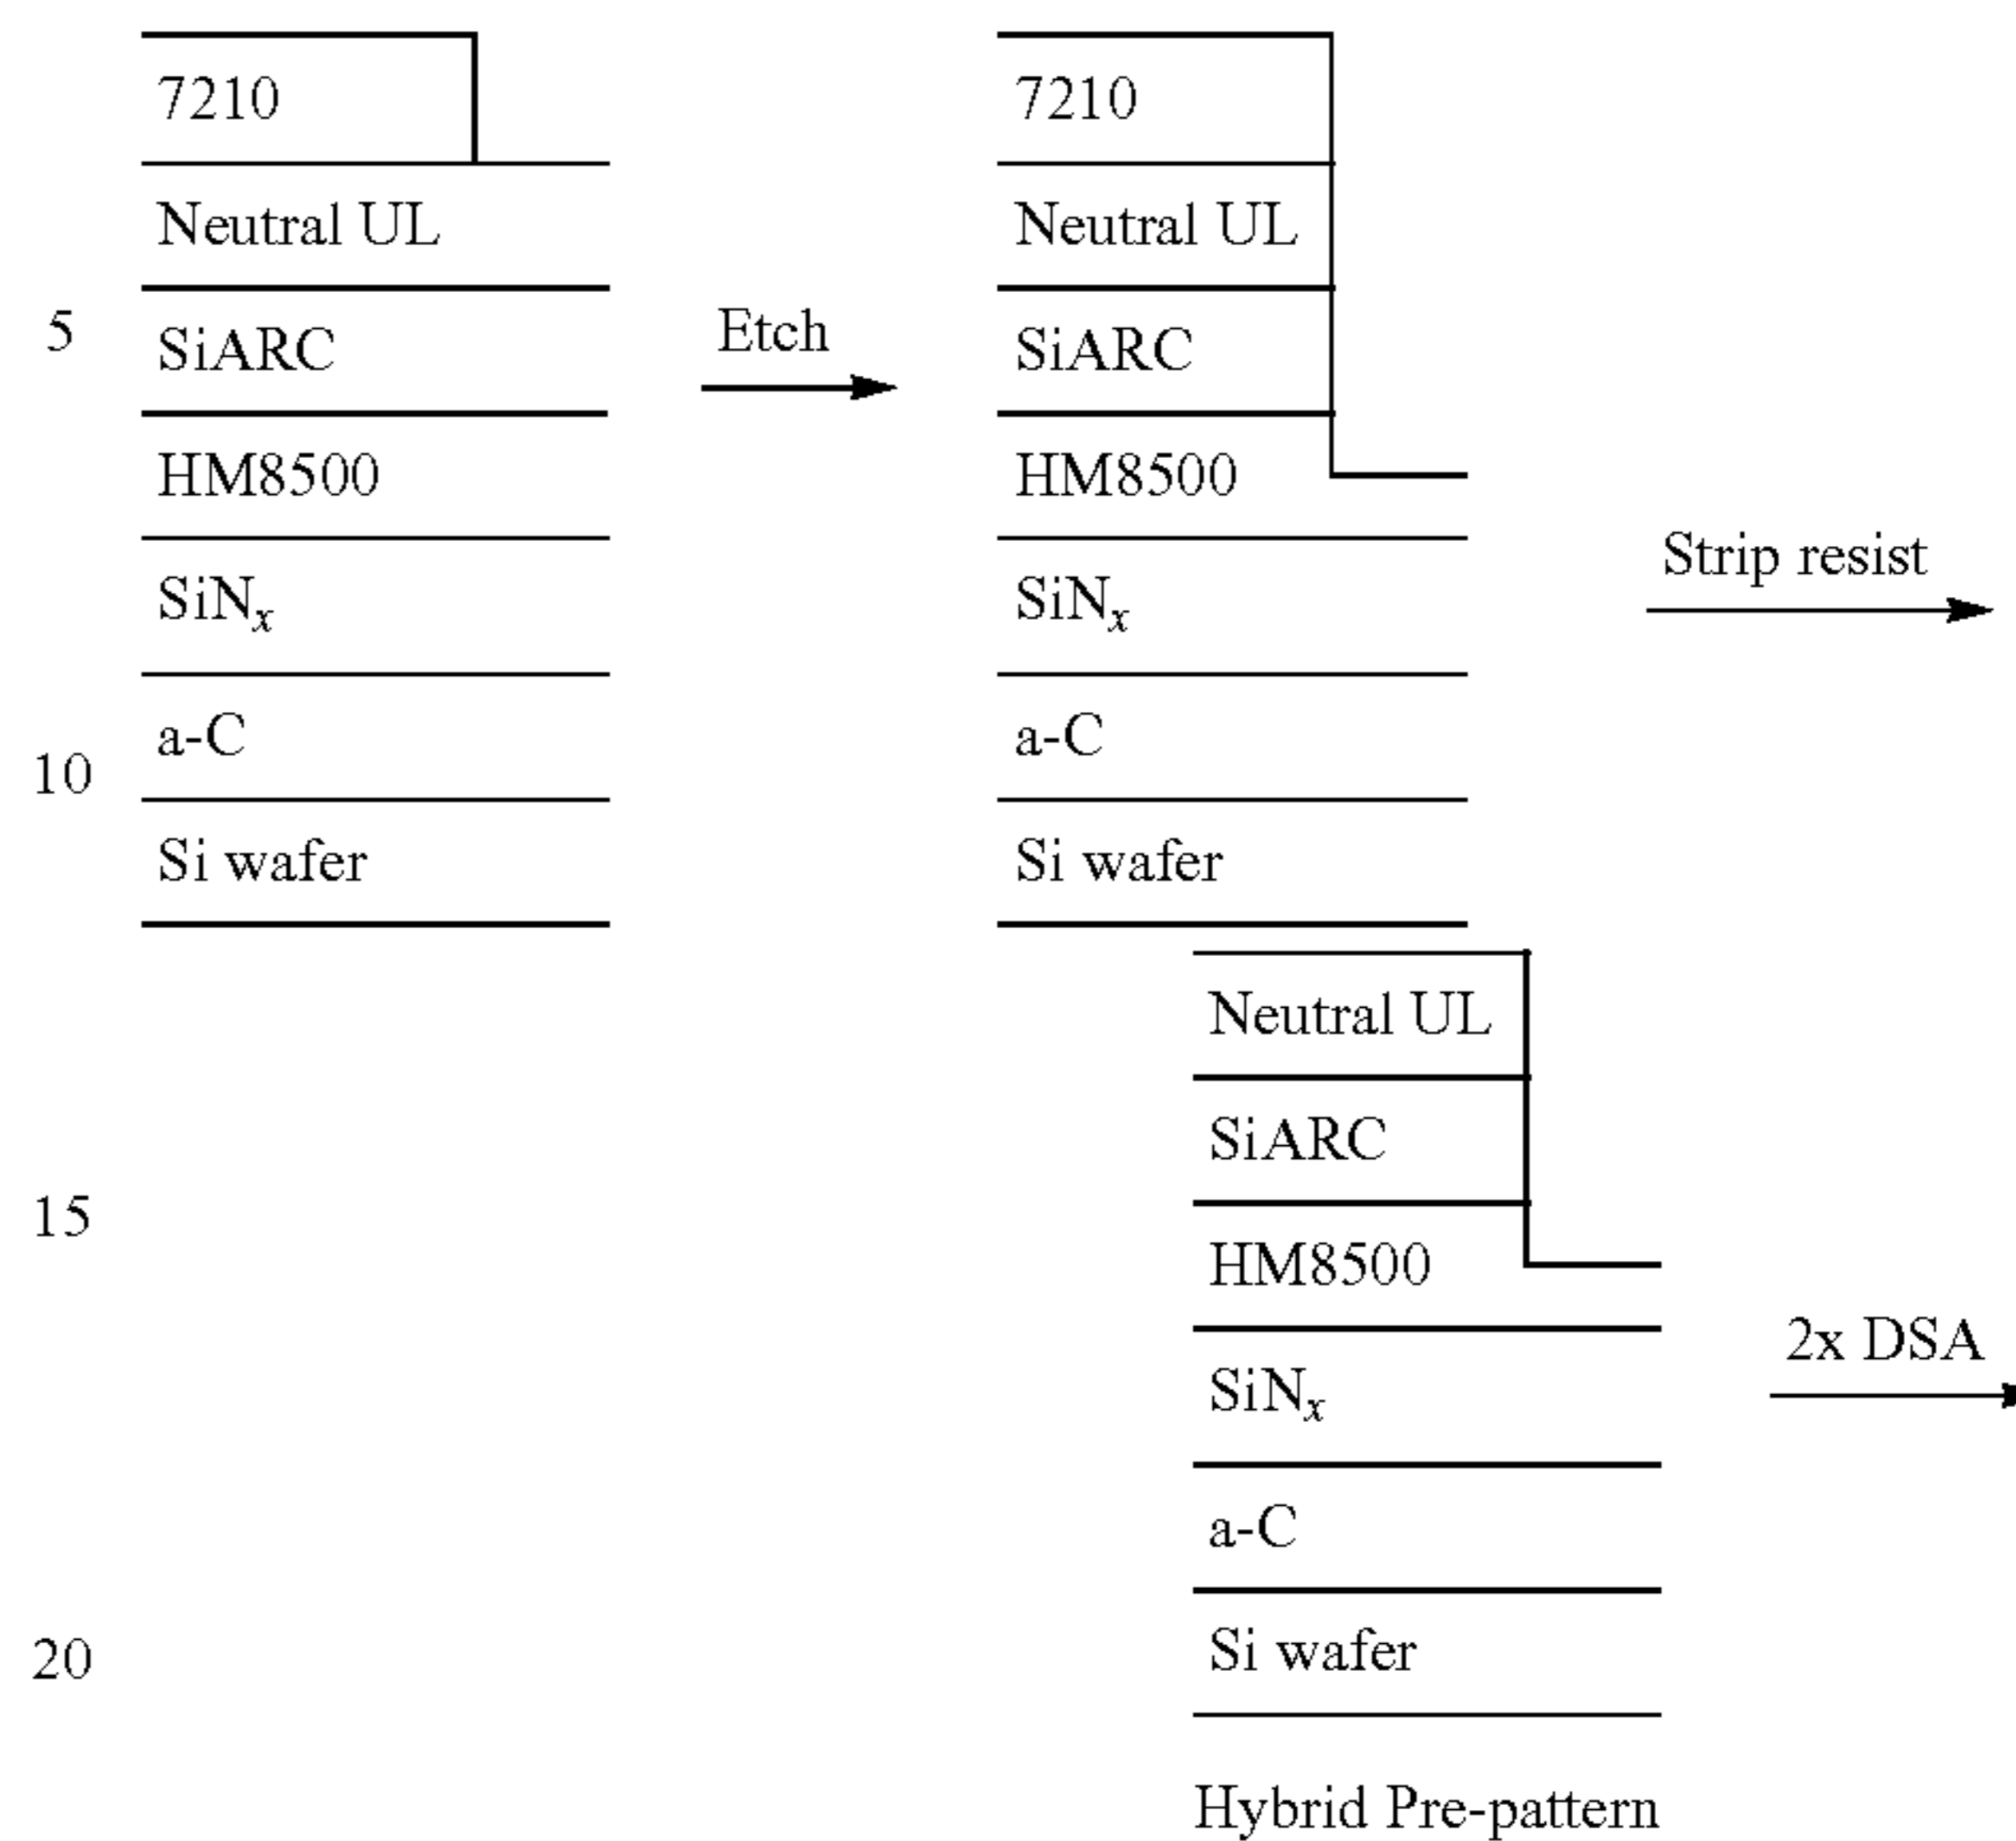 7210
Neutral UL
5
SiARC
HM8500
SiNx
a-C
10
Si wafer
Etch
7210
Neutral UL
SiARC
HM8500
SiNx
a-C
Si wafer
Strip resist
Neutral UL
SiARC
15
HM8500
SiNx
a-C
20
Si wafer
Hybrid Pre-pattern
2x DSA